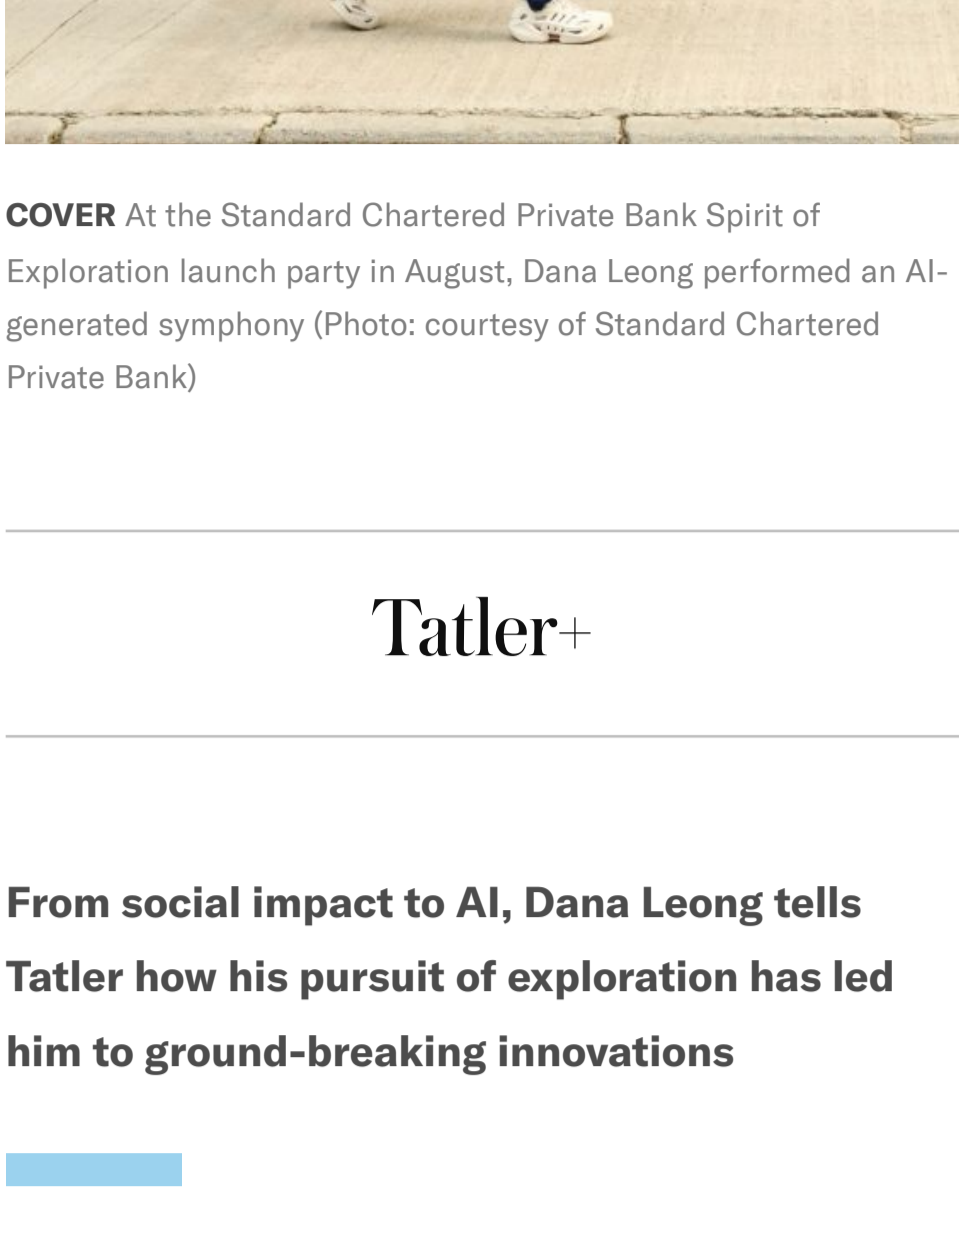 COVER At the Standard Chartered Private Bank Spirit of
Exploration launch party in August, Dana Leong performed an AI-
generated symphony (Photo: courtesy of Standard Chartered
Private Bank)
Tatler+
From social impact to AI, Dana Leong tells
Tatler how his pursuit of exploration has led
him to ground-breaking innovations